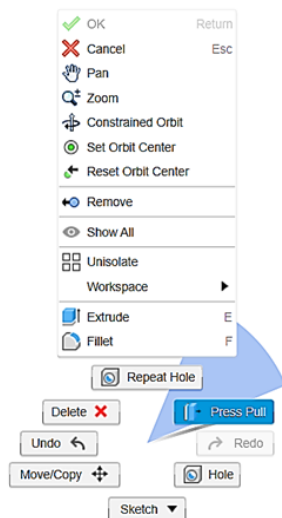 OK Return
Cancel Esc
Pan
Zoom
Constrained Orbit
Set Orbit Center
Reset Orbit Center
Remove
Show All
Unisolate
Workspace
Extrude E
Fillet F
Repeat Hole
Delete Press Pull
Undo Redo
Move/Copy Hole
Sketch